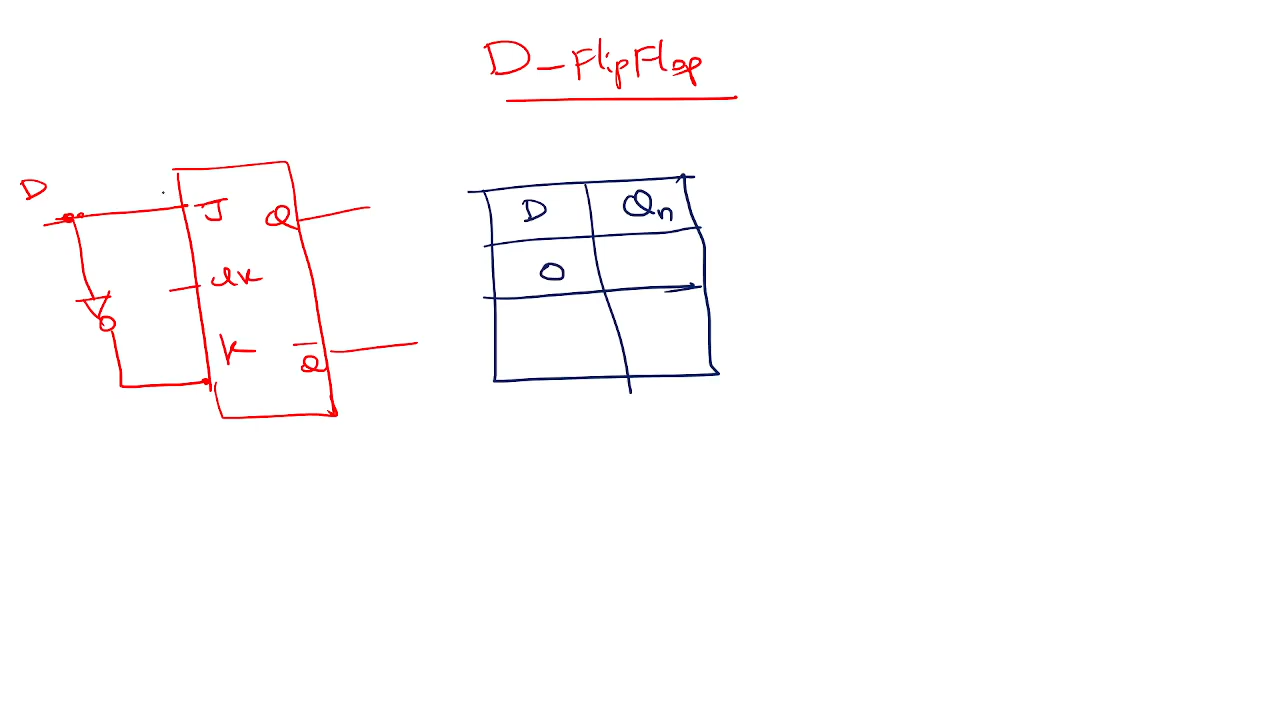 D - FlipFlop
D
J Q
clk
K Q̅
D Qn
0